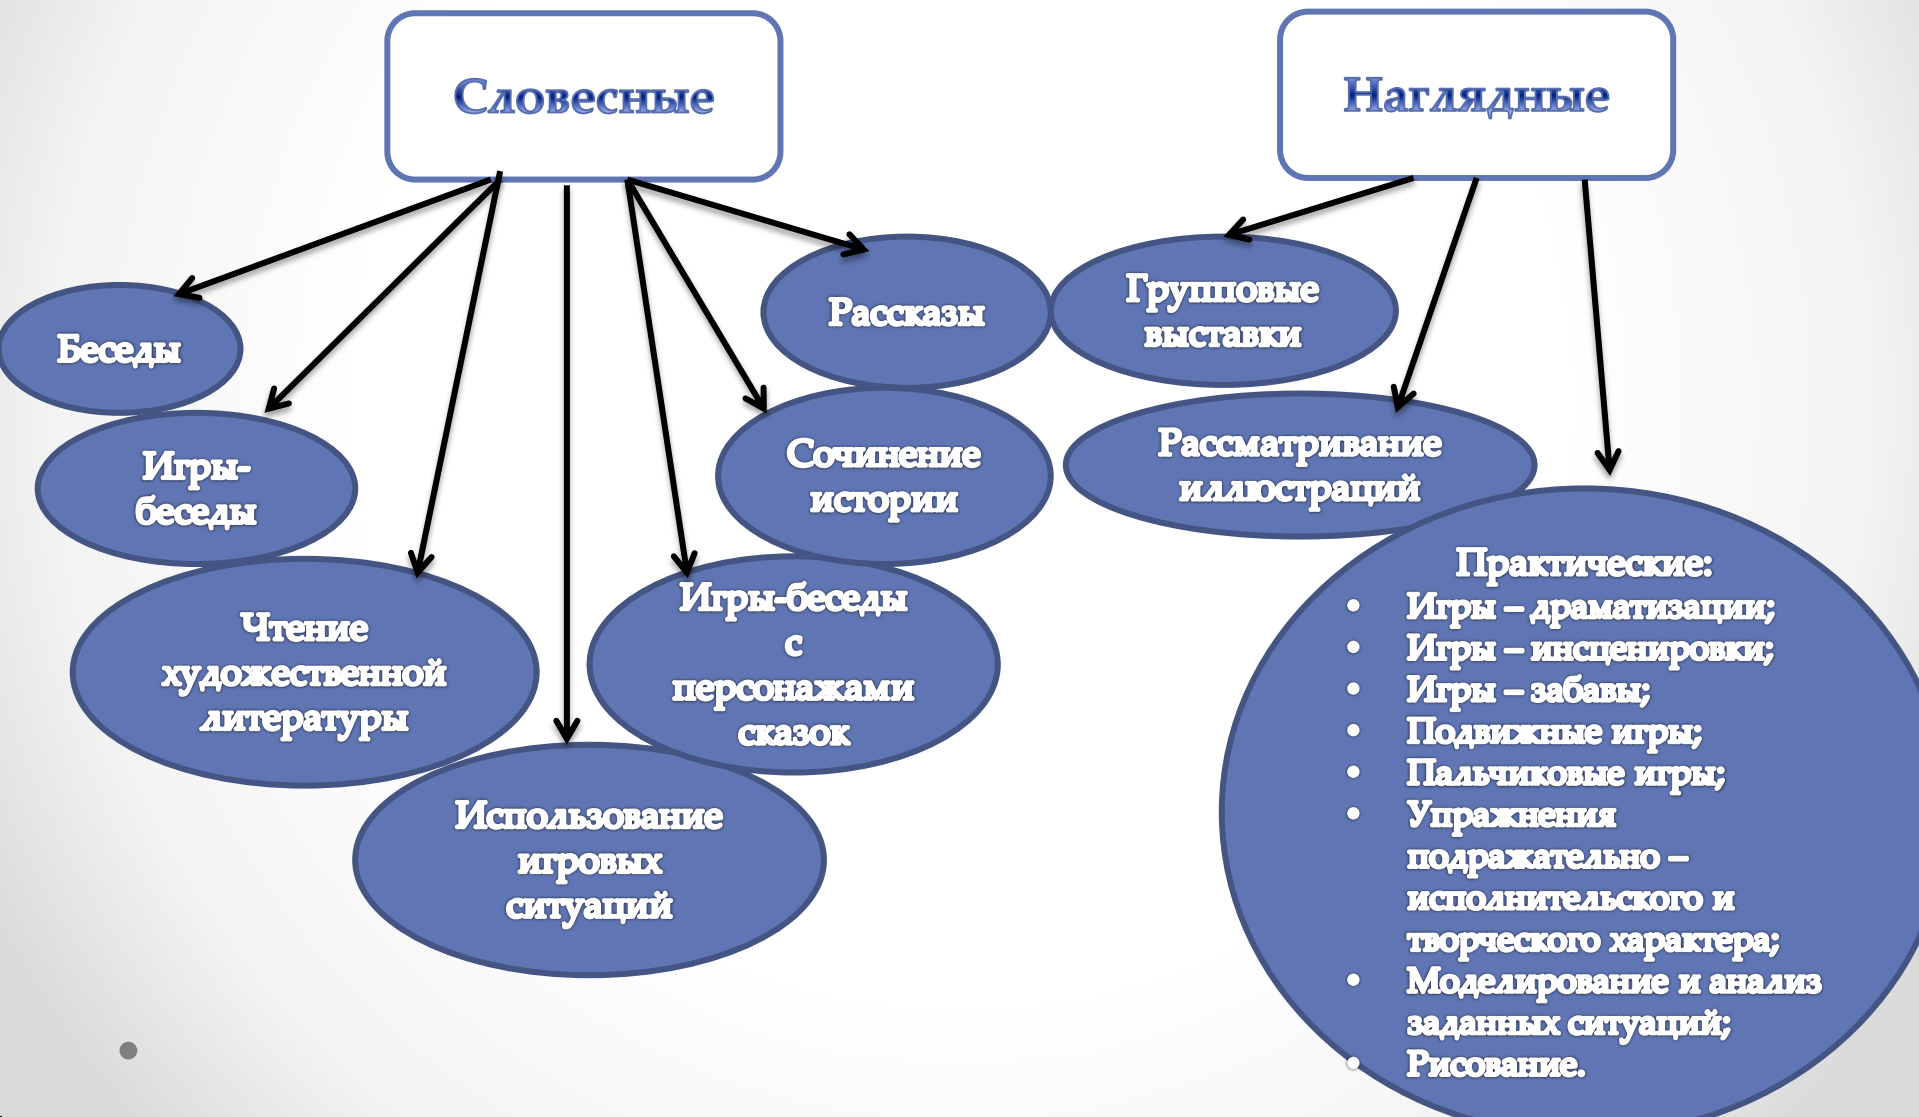 Словесные
Наглядные
Беседы
Игры-
беседы
Чтение
художественной
литературы
Использование
игровых
ситуаций
Игры-беседы
с
персонажами
сказок
Сочинение
истории
Рассказы
Групповые
выставки
Рассматривание
иллюстраций
Практические:
• Игры – драматизации;
• Игры – инсценировки;
• Игры – забавы;
• Подвижные игры;
• Пальчиковые игры;
• Упражнения
подражательно –
исполнительского и
творческого характера;
• Моделирование и анализ
заданных ситуаций;
• Рисование.